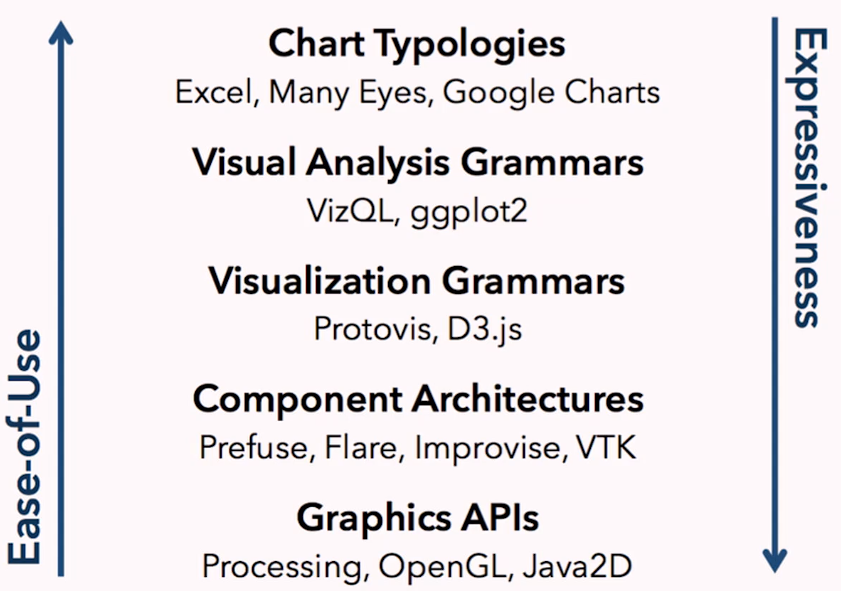 Chart Typologies
Excel, Many Eyes, Google Charts
Visual Analysis Grammars
VizQL, ggplot2
Visualization Grammars
Protovis, D3.js
Component Architectures
Prefuse, Flare, Improvise, VTK
Graphics APIs
Processing, OpenGL, Java2D
Ease-of-Use
Expressiveness